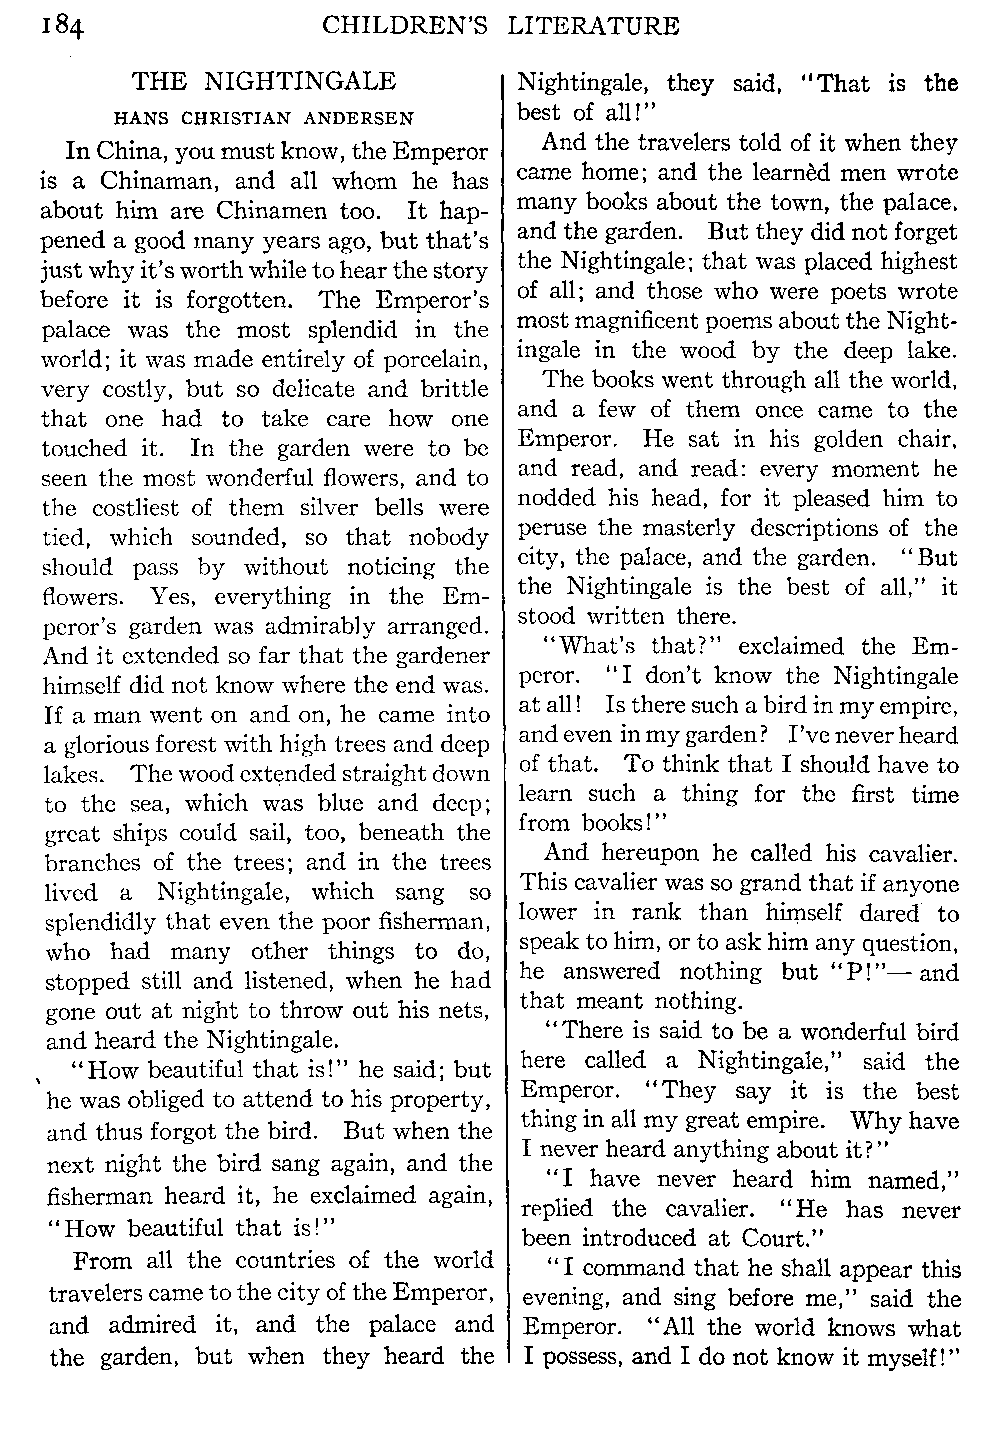 184 CHILDREN'S LITERATURE
THE NIGHTINGALE
HANS CHRISTIAN ANDERSEN
In China, you must know, the Emperor
is a Chinaman, and all whom he has
about him are Chinamen too. It hap-
pened a good many years ago, but that's
just why it's worth while to hear the story
before it is forgotten. The Emperor's
palace was the most splendid in the
world; it was made entirely of porcelain,
very costly, but so delicate and brittle
that one had to take care how one
touched it. In the garden were to be
seen the most wonderful flowers, and to
the costliest of them silver bells were
tied, which sounded, so that nobody
should pass by without noticing the
flowers. Yes, everything in the Em-
peror's garden was admirably arranged.
And it extended so far that the gardener
himself did not know where the end was.
If a man went on and on, he came into
a glorious forest with high trees and deep
lakes. The wood extended straight down
to the sea, which was blue and deep;
great ships could sail, too, beneath the
branches of the trees; and in the trees
lived a Nightingale, which sang so
splendidly that even the poor fisherman,
who had many other things to do,
stopped still and listened, when he had
gone out at night to throw out his nets,
and heard the Nightingale.
"How beautiful that is!" he said; but
he was obliged to attend to his property,
and thus forgot the bird. But when the
next night the bird sang again, and the
fisherman heard it, he exclaimed again,
"How beautiful that is!"
From all the countries of the world
travelers came to the city of the Emperor,
and admired it, and the palace and
the garden, but when they heard the
Nightingale, they said, "That is the
best of all!"
And the travelers told of it when they
came home; and the learnèd men wrote
many books about the town, the palace,
and the garden. But they did not forget
the Nightingale; that was placed highest
of all; and those who were poets wrote
most magnificent poems about the Night-
ingale in the wood by the deep lake.
The books went through all the world,
and a few of them once came to the
Emperor. He sat in his golden chair,
and read, and read: every moment he
nodded his head, for it pleased him to
peruse the masterly descriptions of the
city, the palace, and the garden. "But
the Nightingale is the best of all," it
stood written there.
"What's that?" exclaimed the Em-
peror. "I don't know the Nightingale
at all! Is there such a bird in my empire,
and even in my garden? I've never heard
of that. To think that I should have to
learn such a thing for the first time
from books!"
And hereupon he called his cavalier.
This cavalier was so grand that if anyone
lower in rank than himself dared to
speak to him, or to ask him any question,
he answered nothing but "P!"— and
that meant nothing.
"There is said to be a wonderful bird
here called a Nightingale," said the
Emperor. "They say it is the best
thing in all my great empire. Why have
I never heard anything about it?"
"I have never heard him named,"
replied the cavalier. "He has never
been introduced at Court."
"I command that he shall appear this
evening, and sing before me," said the
Emperor. "All the world knows what
I possess, and I do not know it myself!"